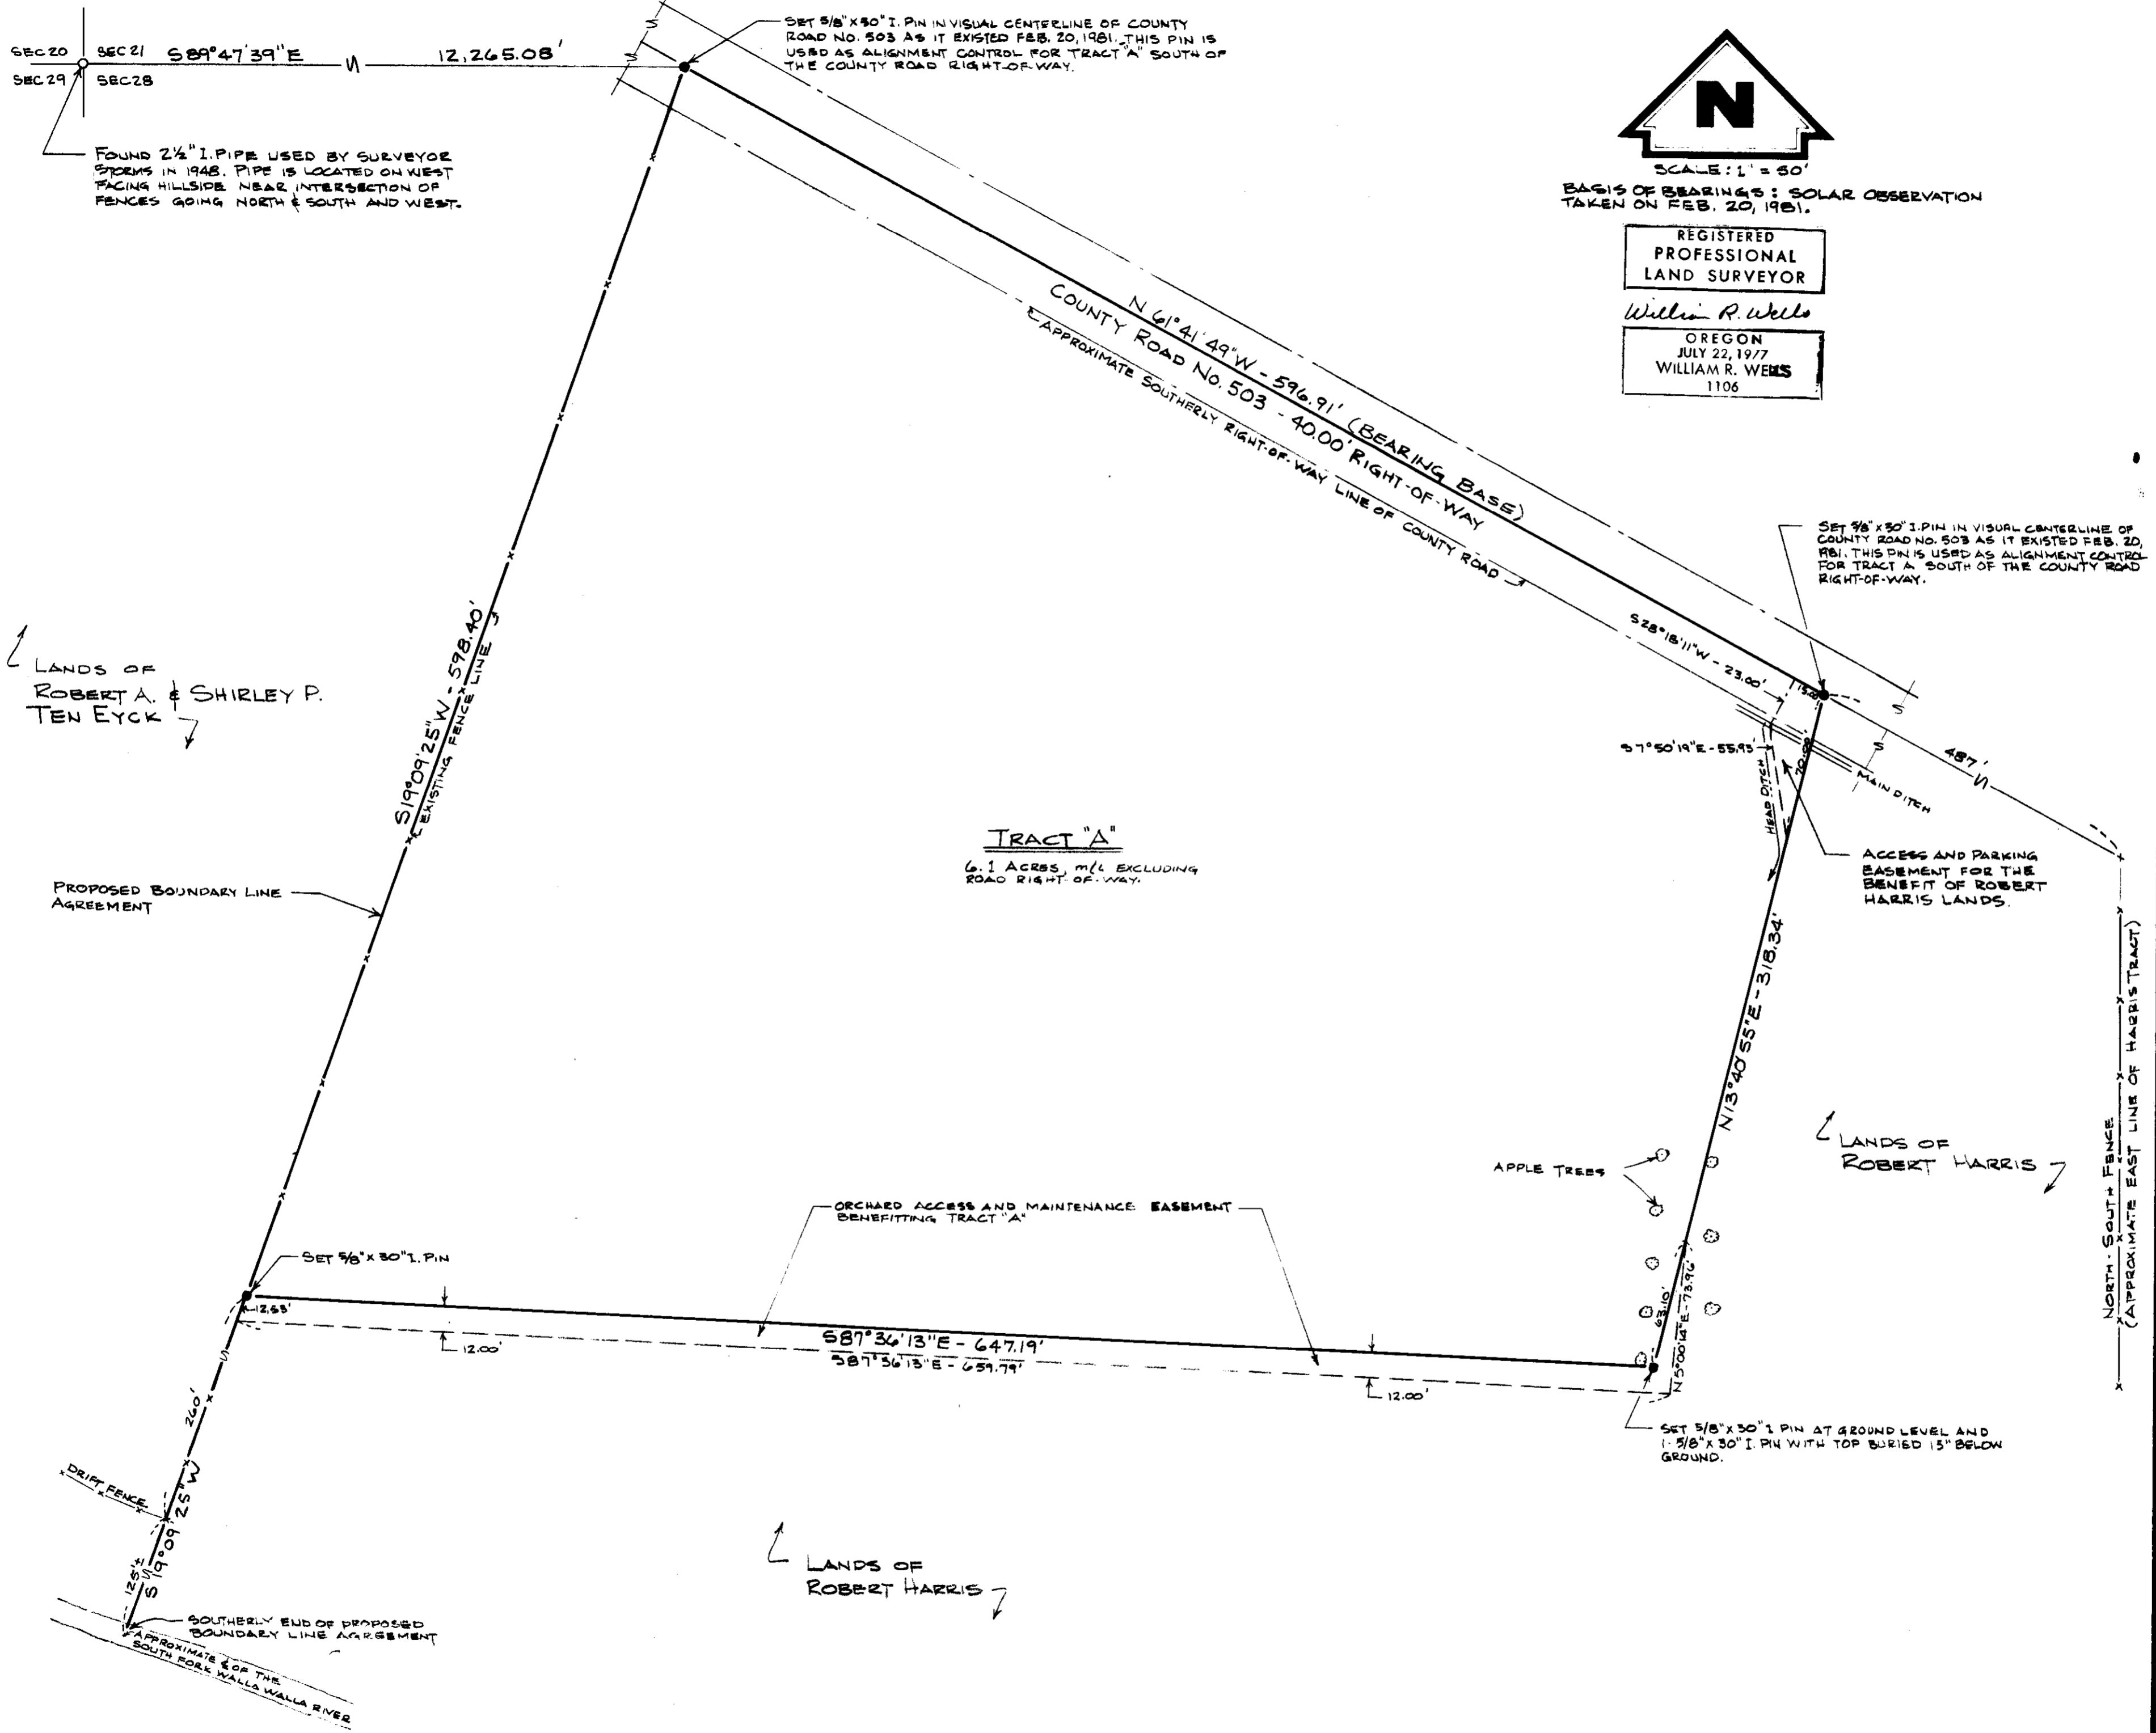 SEC 20
SEC 21
SEC 29
SEC 28
S89°47'39"E
12,265.08'
FOUND 2½" I. PIPE USED BY SURVEYOR
STORMS IN 1948. PIPE IS LOCATED ON WEST
FACING HILLSIDE NEAR INTERSECTION OF
FENCES GOING NORTH & SOUTH AND WEST.
S
S
SET 5/8" X 30" I. PIN IN VISUAL CENTERLINE OF COUNTY
ROAD NO. 503 AS IT EXISTED FEB. 20, 1981. THIS PIN IS
USED AS ALIGNMENT CONTROL FOR TRACT "A" SOUTH OF
THE COUNTY ROAD RIGHT-OF-WAY.
N
SCALE: 1" = 50'
BASIS OF BEARINGS: SOLAR OBSERVATION
TAKEN ON FEB. 20, 1981.
REGISTERED
PROFESSIONAL
LAND SURVEYOR
William R. Wells
OREGON
JULY 22, 1977
WILLIAM R. WELLS
1106
N 61°41'49"W - 596.91' (BEARING BASE)
COUNTY ROAD NO. 503 - 40.00' RIGHT-OF-WAY
APPROXIMATE SOUTHERLY RIGHT-OF-WAY LINE OF COUNTY ROAD
SET 5/8" X 30" I. PIN IN VISUAL CENTERLINE OF
COUNTY ROAD NO. 503 AS IT EXISTED FEB. 20,
1981. THIS PIN IS USED AS ALIGNMENT CONTROL
FOR TRACT A SOUTH OF THE COUNTY ROAD
RIGHT-OF-WAY.
S28°18'11"W - 23.00'
15.00'
S
S
S7°50'19"E - 55.93'
HEAD DITCH
70.00'
MAIN DITCH
487'
ACCESS AND PARKING
EASEMENT FOR THE
BENEFIT OF ROBERT
HARRIS LANDS.
LANDS OF
ROBERT A. & SHIRLEY P.
TEN EYCK
S19°09'25"W - 598.40'
EXISTING FENCE LINE
PROPOSED BOUNDARY LINE
AGREEMENT
TRACT "A"
6.1 ACRES, m/l EXCLUDING
ROAD RIGHT-OF-WAY.
N13°40'55"E - 318.34'
APPLE TREES
LANDS OF
ROBERT HARRIS
NORTH - SOUTH FENCE
(APPROXIMATE EAST LINE OF HARRIS TRACT)
ORCHARD ACCESS AND MAINTENANCE EASEMENT
BENEFITTING TRACT "A"
SET 5/8" X 30" I. PIN
12.53'
12.00'
S87°36'13"E - 647.19'
S87°36'13"E - 659.79'
12.00'
63.10'
N5°00'14"E - 73.96'
SET 5/8" X 30" I PIN AT GROUND LEVEL AND
1-5/8" X 30" I. PIN WITH TOP BURIED 15" BELOW
GROUND.
260'
DRIFT FENCE
S 19°09'25" W
125'±
SOUTHERLY END OF PROPOSED
BOUNDARY LINE AGREEMENT
APPROXIMATE ℄ OF THE
SOUTH FORK WALLA WALLA RIVER
LANDS OF
ROBERT HARRIS